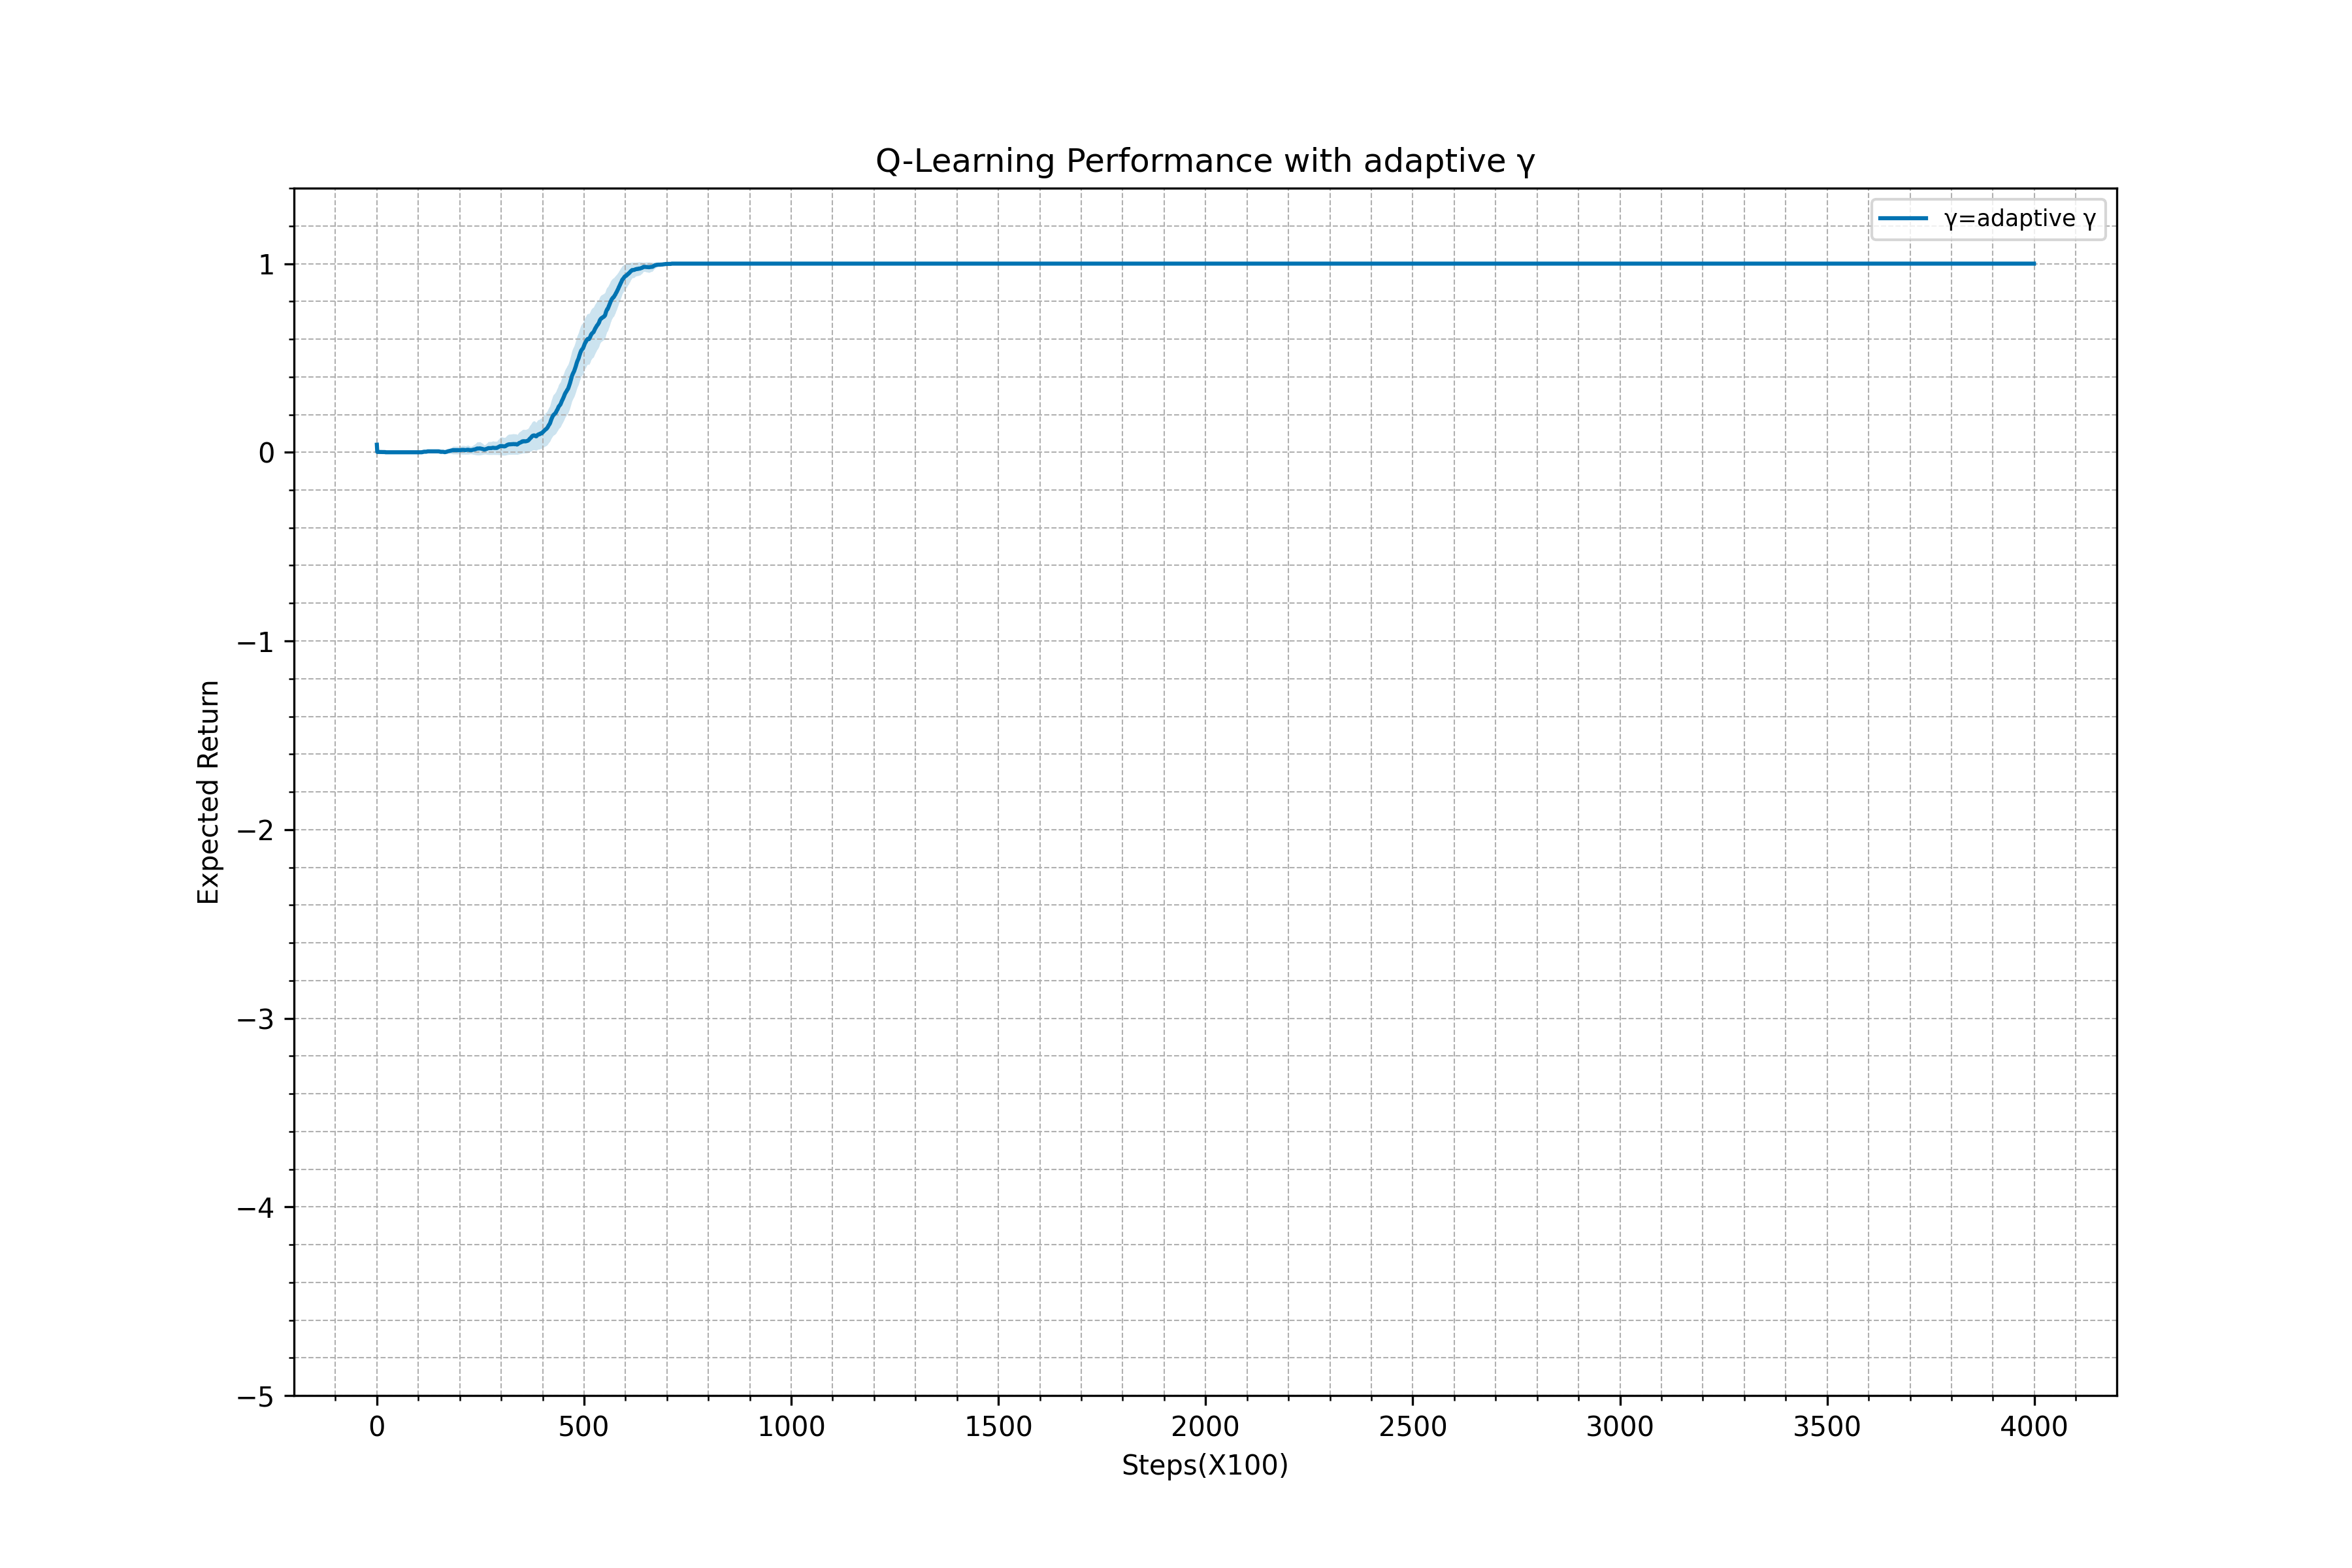 Q-Learning Performance with adaptive γ
γ=adaptive γ
1
0
−1
−2
−3
−4
−5
Expected Return
0 500 1000 1500 2000 2500 3000 3500 4000
Steps(X100)